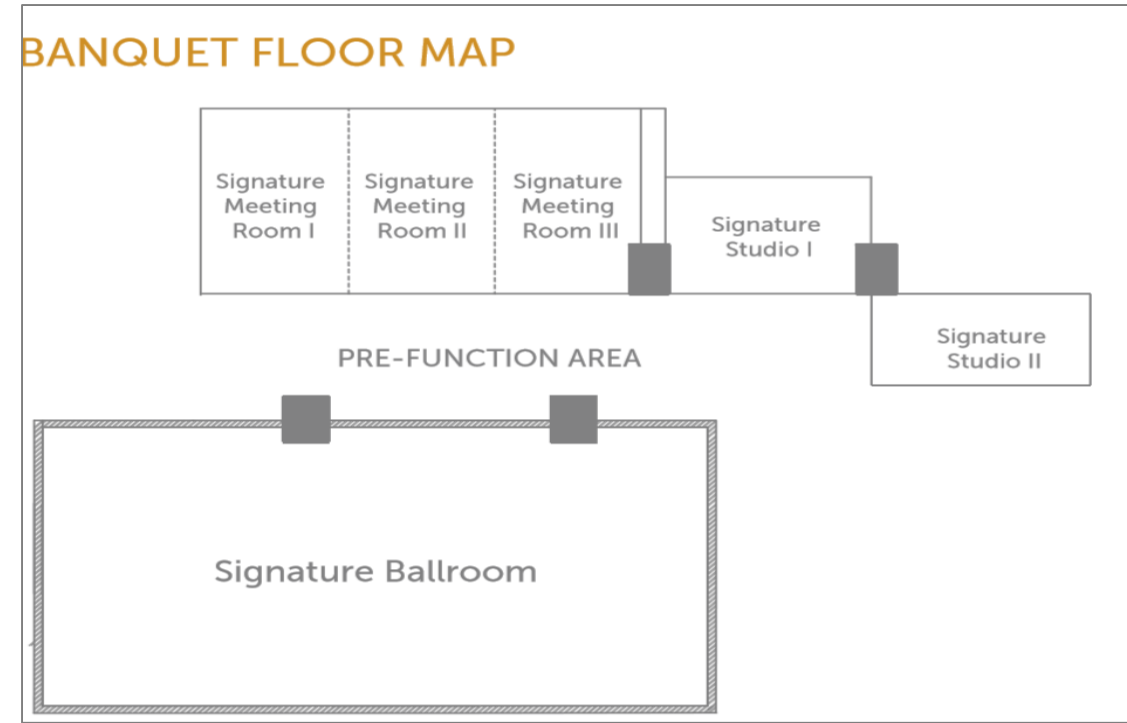 BANQUET FLOOR MAP
Signature
Meeting
Room I
Signature
Meeting
Room II
Signature
Meeting
Room III
Signature
Studio I
Signature
Studio II
PRE-FUNCTION AREA
Signature Ballroom